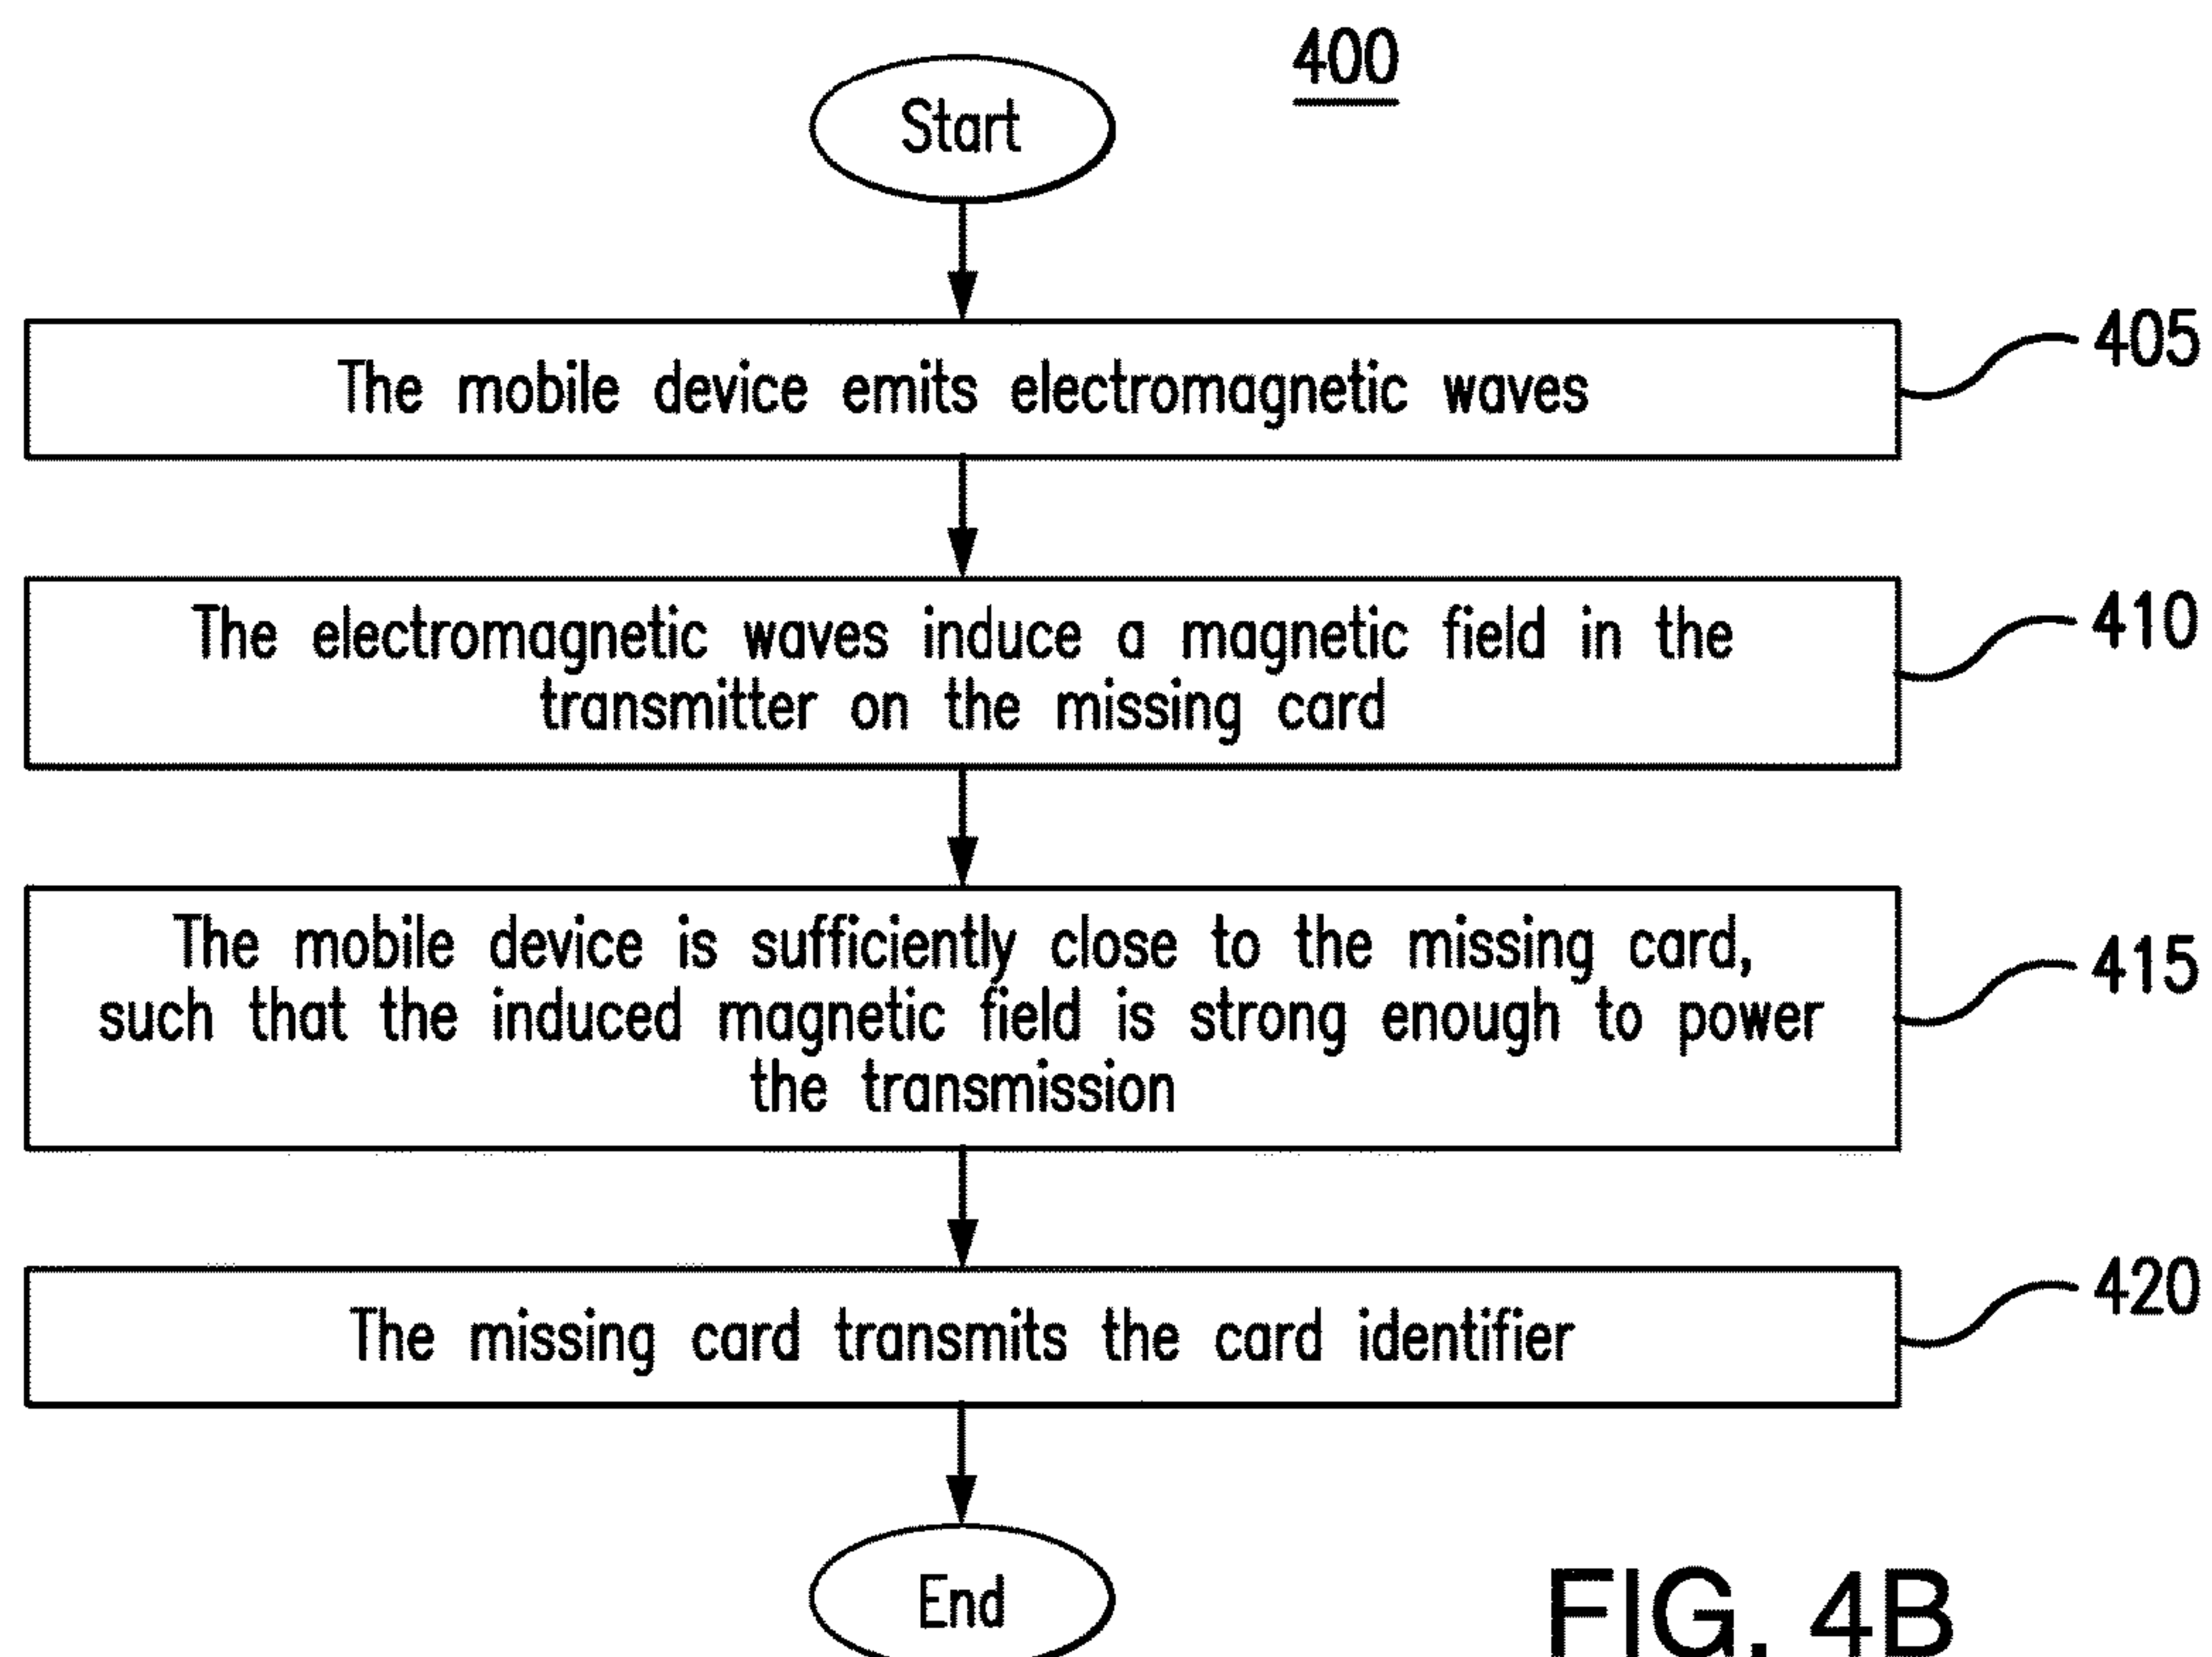 400
Start
The mobile device emits electromagnetic waves
405
The electromagnetic waves induce a magnetic field in the
transmitter on the missing card
410
The mobile device is sufficiently close to the missing card,
such that the induced magnetic field is strong enough to power
the transmission
415
The missing card transmits the card identifier
420
End
FIG. 4B